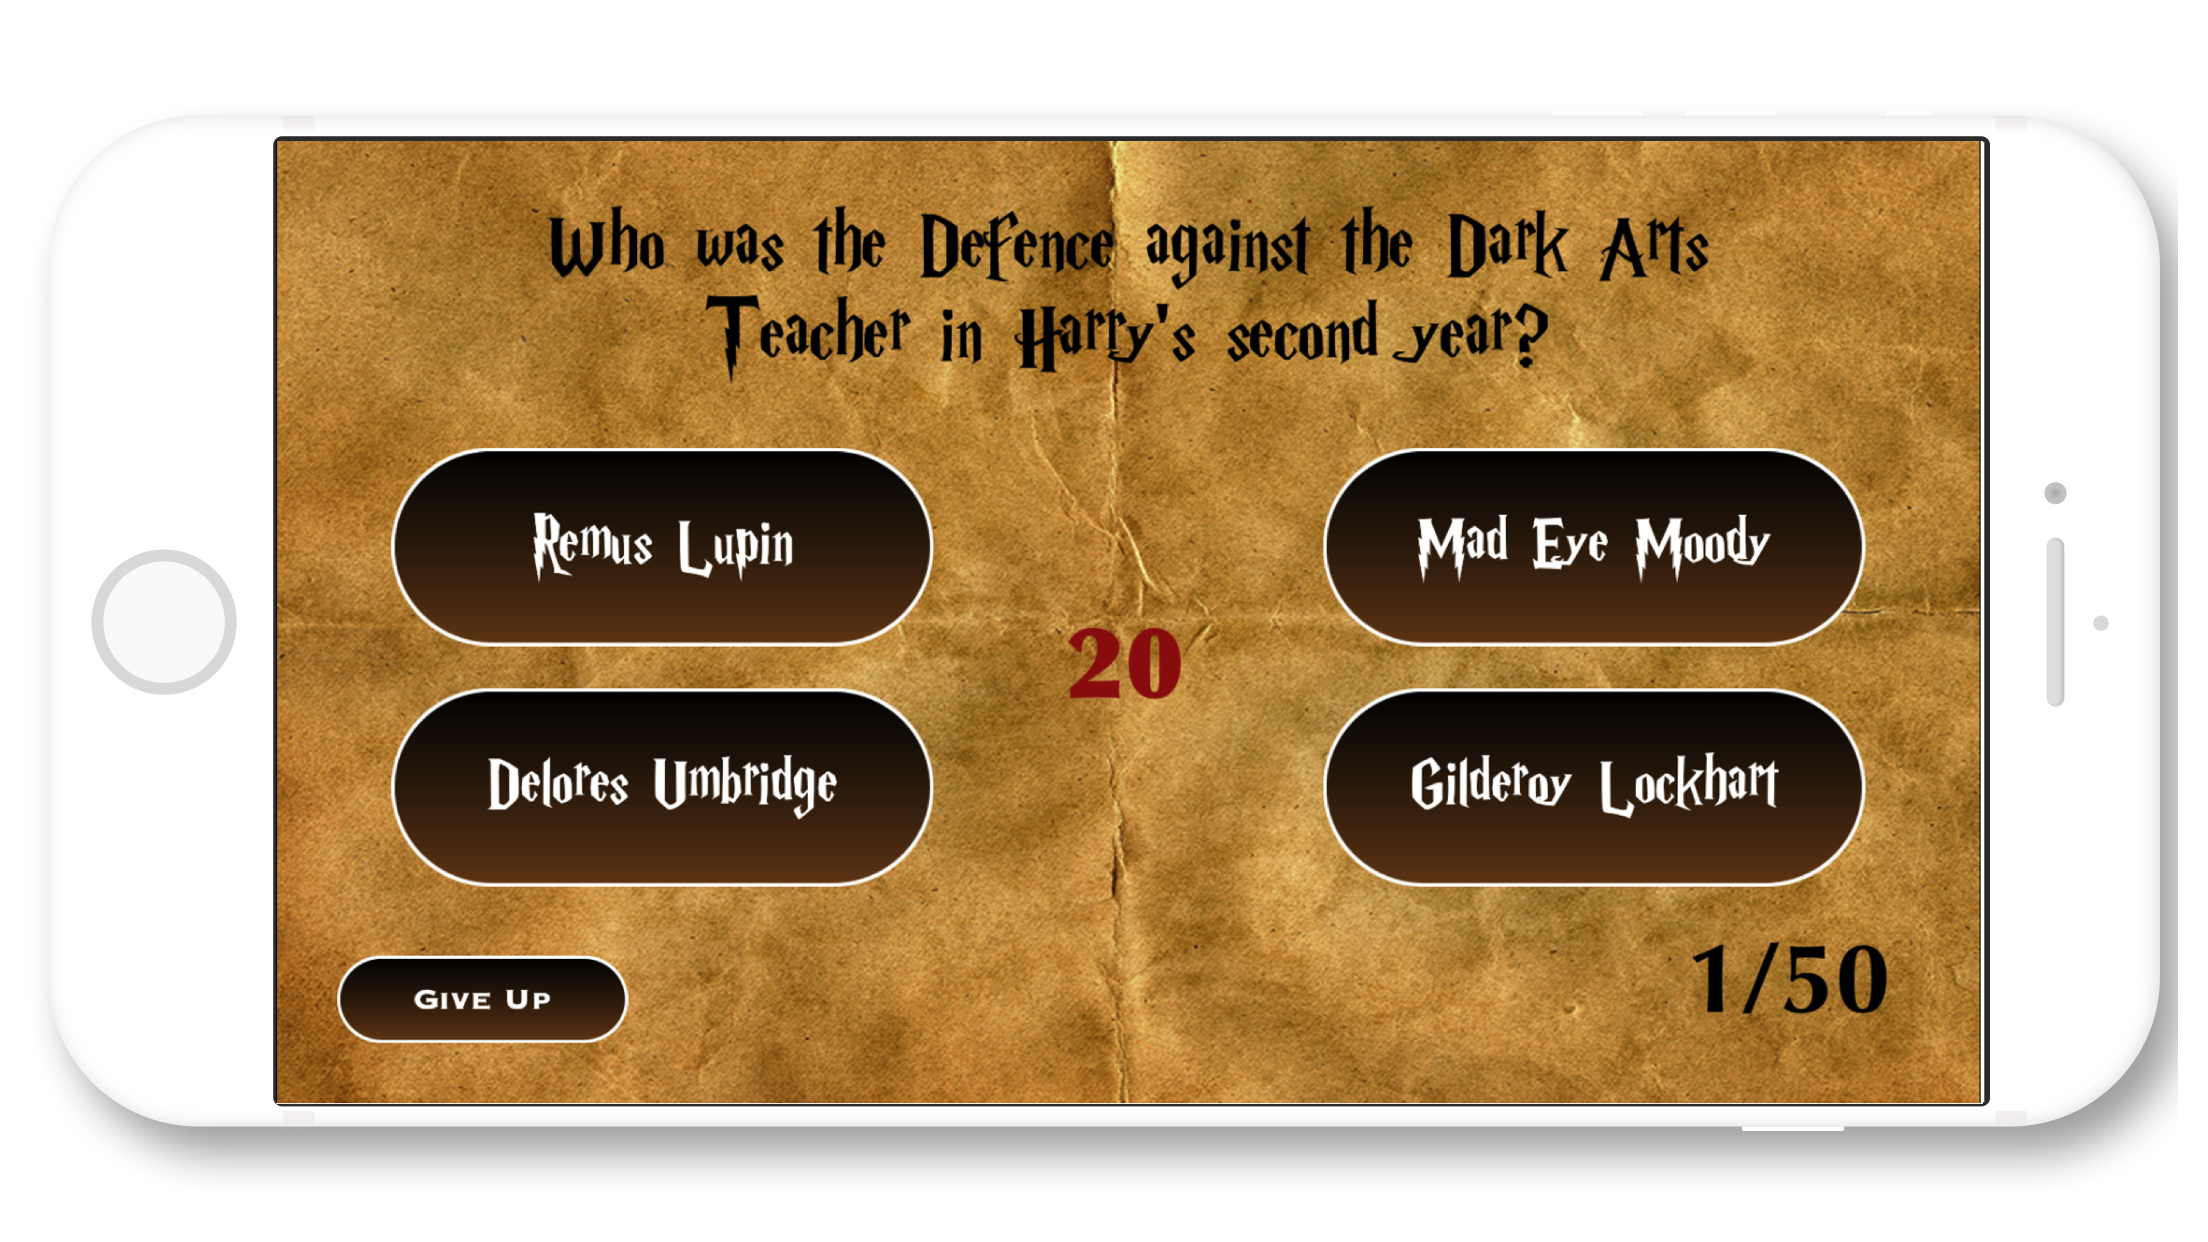 Who was the Defence against the Dark Arts
Teacher in Harry's second year?
Remus Lupin
Mad Eye Moody
20
Delores Umbridge
Gilderoy Lockhart
Give Up
1/50